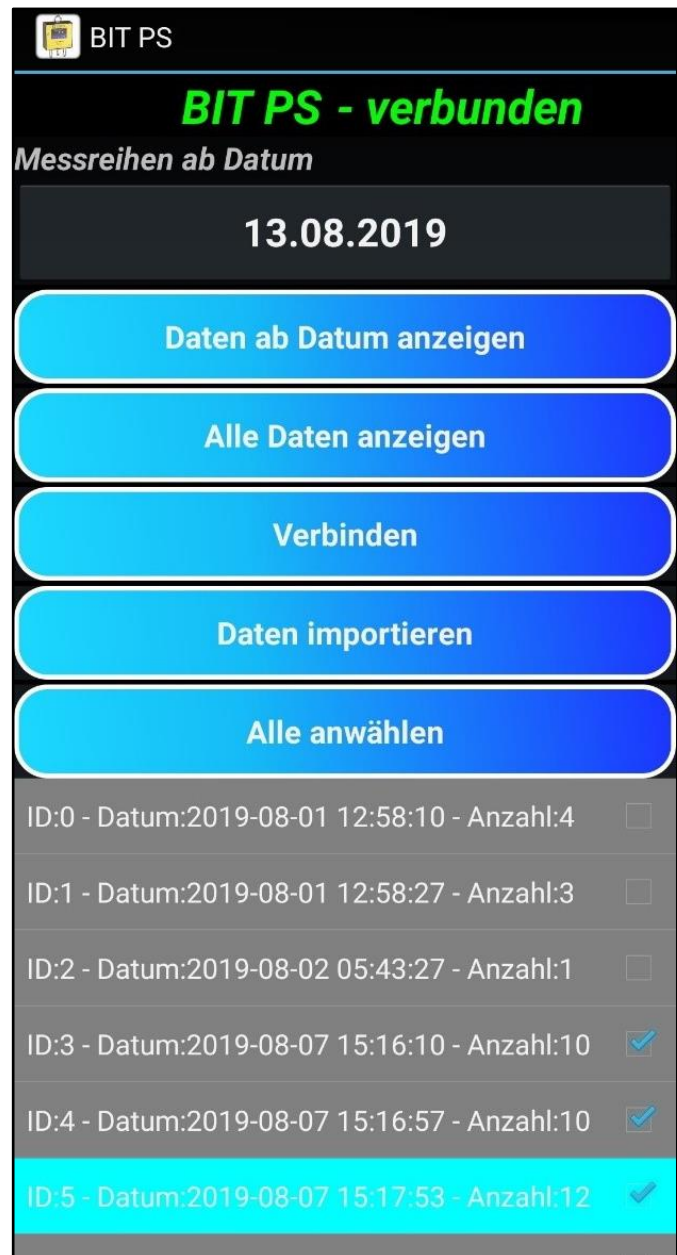 BIT PS
BIT PS - verbunden
Messreihen ab Datum
13.08.2019
Daten ab Datum anzeigen
Alle Daten anzeigen
Verbinden
Daten importieren
Alle anwählen
ID:0 - Datum:2019-08-01 12:58:10 - Anzahl:4
ID:1 - Datum:2019-08-01 12:58:27 - Anzahl:3
ID:2 - Datum:2019-08-02 05:43:27 - Anzahl:1
ID:3 - Datum:2019-08-07 15:16:10 - Anzahl:10
ID:4 - Datum:2019-08-07 15:16:57 - Anzahl:10
ID:5 - Datum:2019-08-07 15:17:53 - Anzahl:12